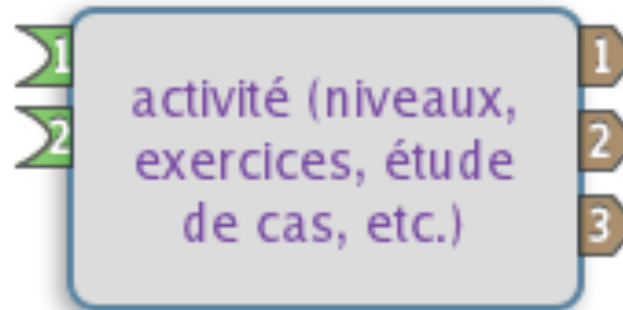 1
2
activité (niveaux,
exercices, étude
de cas, etc.)
1
2
3